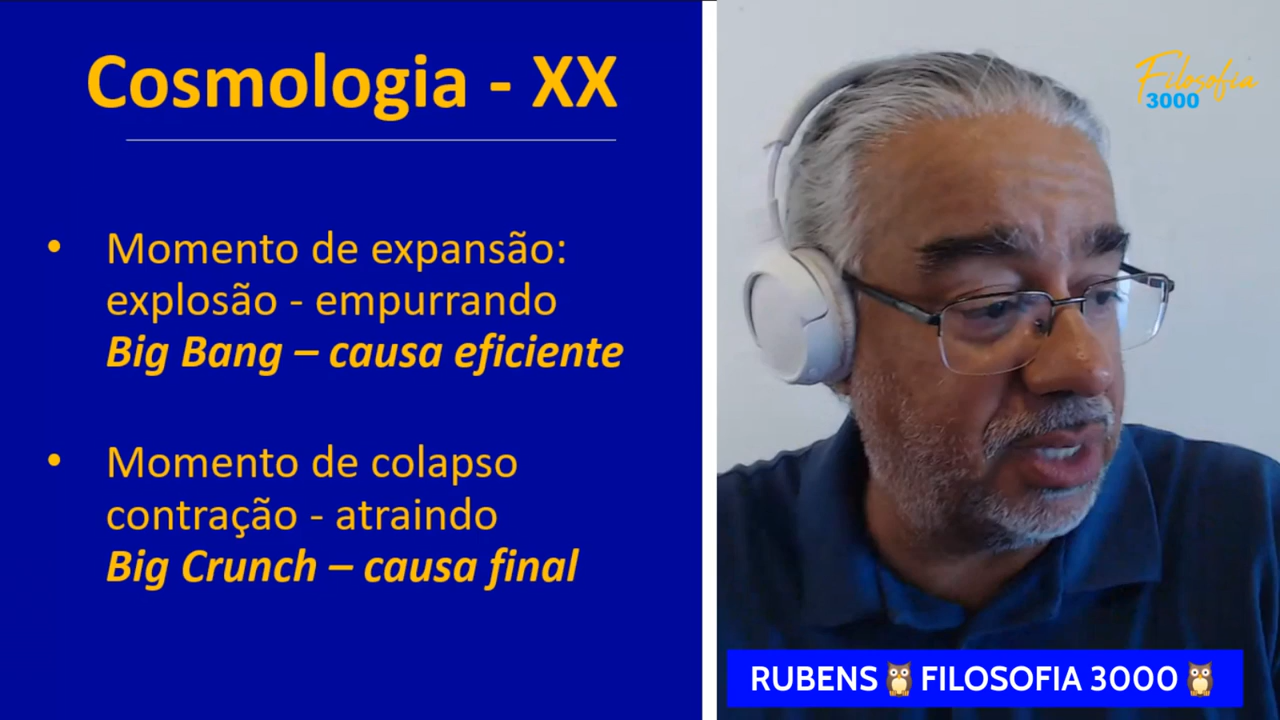 Cosmologia - XX
• Momento de expansão:
explosão - empurrando
Big Bang – causa eficiente
• Momento de colapso
contração - atraindo
Big Crunch – causa final
Filosofia
3000
RUBENS🦉FILOSOFIA 3000🦉